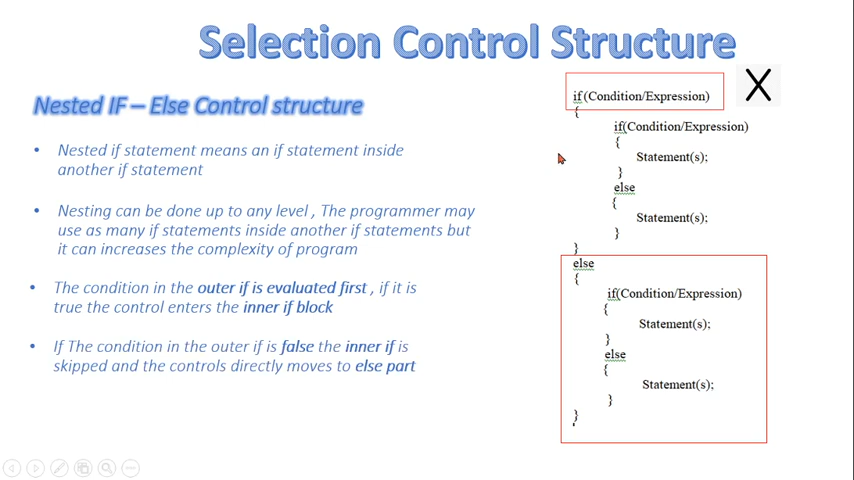 Selection Control Structure
Nested IF – Else Control structure
• Nested if statement means an if statement inside
another if statement
• Nesting can be done up to any level , The programmer may
use as many if statements inside another if statements but
it can increases the complexity of program
• The condition in the outer if is evaluated first , if it is
true the control enters the inner if block
• If The condition in the outer if is false the inner if is
skipped and the controls directly moves to else part
X
if (Condition/Expression)
{
if(Condition/Expression)
{
Statement(s);
}
else
{
Statement(s);
}
}
else
{
if(Condition/Expression)
{
Statement(s);
}
else
{
Statement(s);
}
}